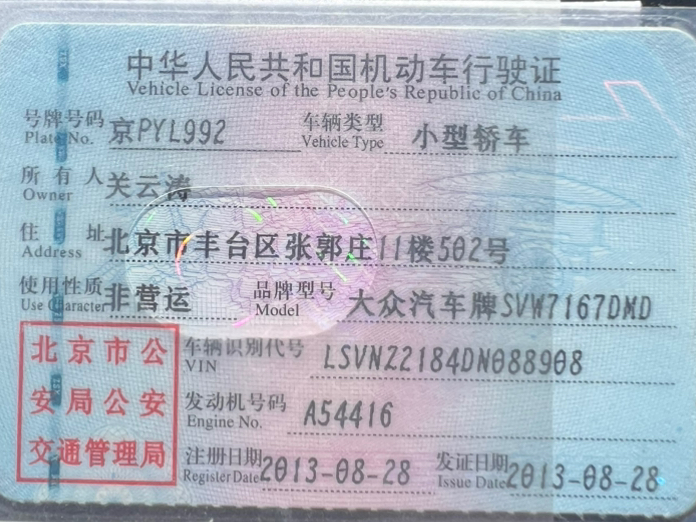 中华人民共和国机动车行驶证
Vehicle License of the People's Republic of China
号牌号码 京PYL992 车辆类型 小型轿车
Plate No. Vehicle Type
所有人 关云涛
Owner
住址 北京市丰台区张郭庄11楼502号
Address
使用性质 非营运 品牌型号 大众汽车牌SVW7167DMD
Use Character Model
北京市公
安局公安
交通管理局
车辆识别代号 LSVNZ2184DN088908
VIN
发动机号码 A54416
Engine No.
注册日期 2013-08-28 发证日期 2013-08-28
Register Date Issue Date